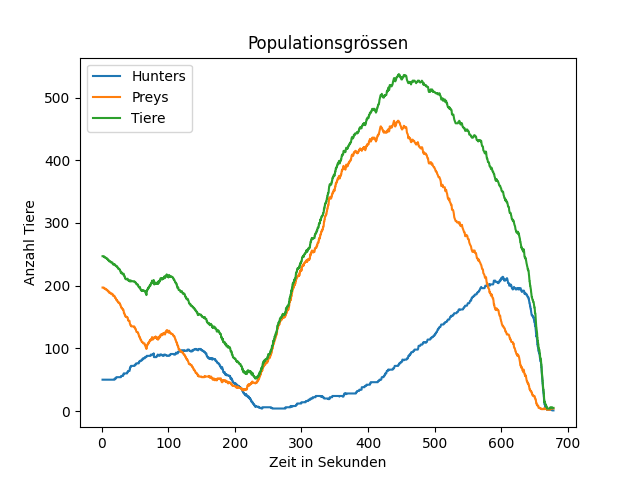 Populationsgrössen
Hunters
Preys
Tiere
Anzahl Tiere
500
400
300
200
100
0
0 100 200 300 400 500 600 700
Zeit in Sekunden